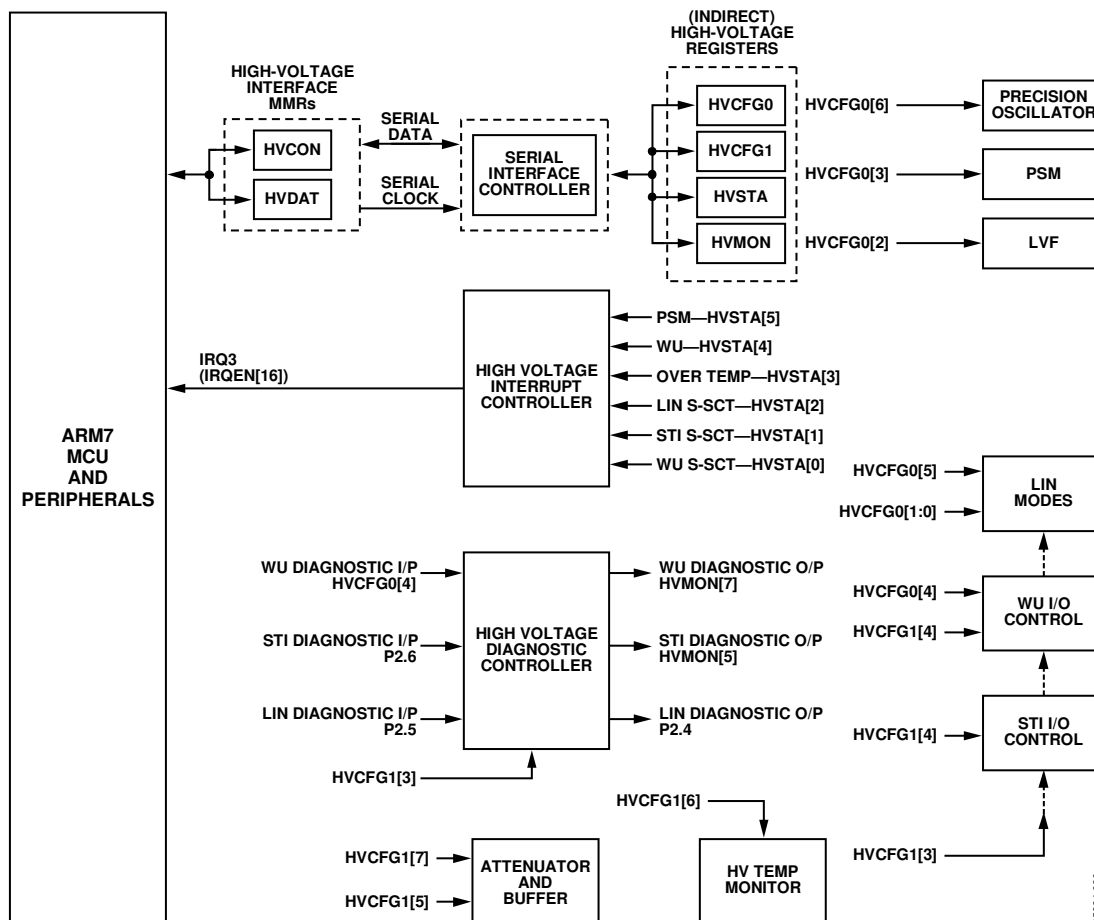 (INDIRECT)
HIGH-VOLTAGE
REGISTERS
HIGH-VOLTAGE
INTERFACE
MMRs
HVCON
HVDAT
SERIAL
DATA
SERIAL
CLOCK
SERIAL
INTERFACE
CONTROLLER
HVCFG0
HVCFG1
HVSTA
HVMON
HVCFG0[6]
PRECISION
OSCILLATOR
HVCFG0[3]
PSM
HVCFG0[2]
LVF
ARM7
MCU
AND
PERIPHERALS
IRQ3
(IRQEN[16])
HIGH VOLTAGE
INTERRUPT
CONTROLLER
PSM—HVSTA[5]
WU—HVSTA[4]
OVER TEMP—HVSTA[3]
LIN S-SCT—HVSTA[2]
STI S-SCT—HVSTA[1]
WU S-SCT—HVSTA[0]
HVCFG0[5]
HVCFG0[1:0]
LIN
MODES
WU DIAGNOSTIC I/P
HVCFG0[4]
STI DIAGNOSTIC I/P
P2.6
LIN DIAGNOSTIC I/P
P2.5
HIGH VOLTAGE
DIAGNOSTIC
CONTROLLER
WU DIAGNOSTIC O/P
HVMON[7]
STI DIAGNOSTIC O/P
HVMON[5]
LIN DIAGNOSTIC O/P
P2.4
HVCFG1[3]
HVCFG0[4]
HVCFG1[4]
WU I/O
CONTROL
HVCFG1[4]
STI I/O
CONTROL
HVCFG1[3]
HVCFG1[6]
HV TEMP
MONITOR
HVCFG1[7]
HVCFG1[5]
ATTENUATOR
AND
BUFFER